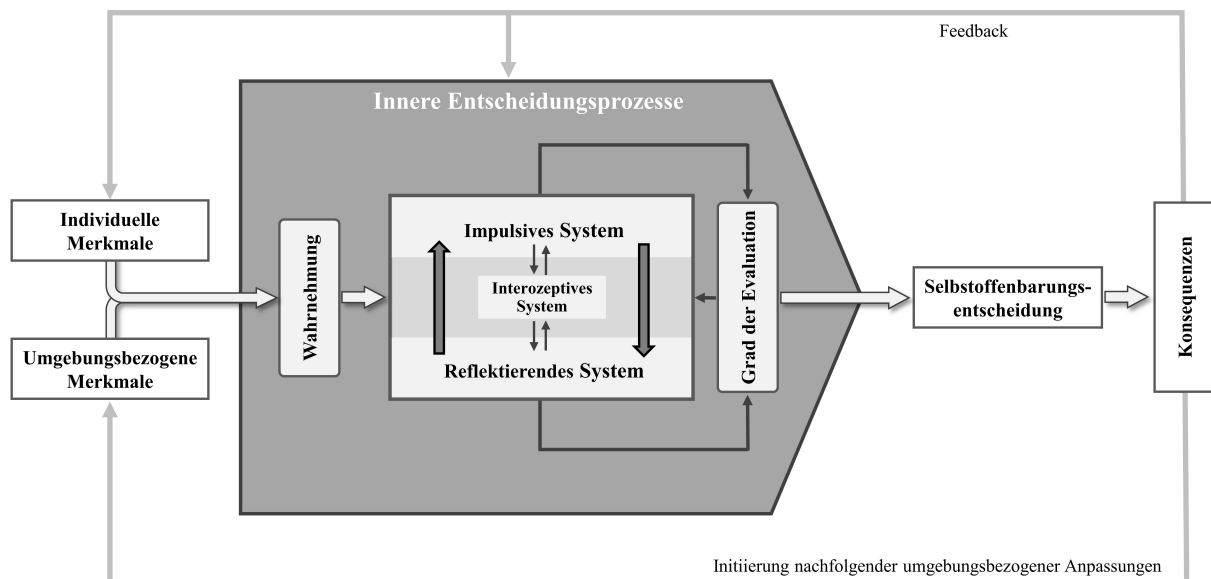 Feedback
Innere Entscheidungsprozesse
Individuelle
Merkmale
Umgebungsbezogene
Merkmale
Wahrnehmung
Impulsives System
Interozeptives
System
Reflektierendes System
Grad der Evaluation
Selbstoffenbarungs-
entscheidung
Konsequenzen
Initiierung nachfolgender umgebungsbezogener Anpassungen